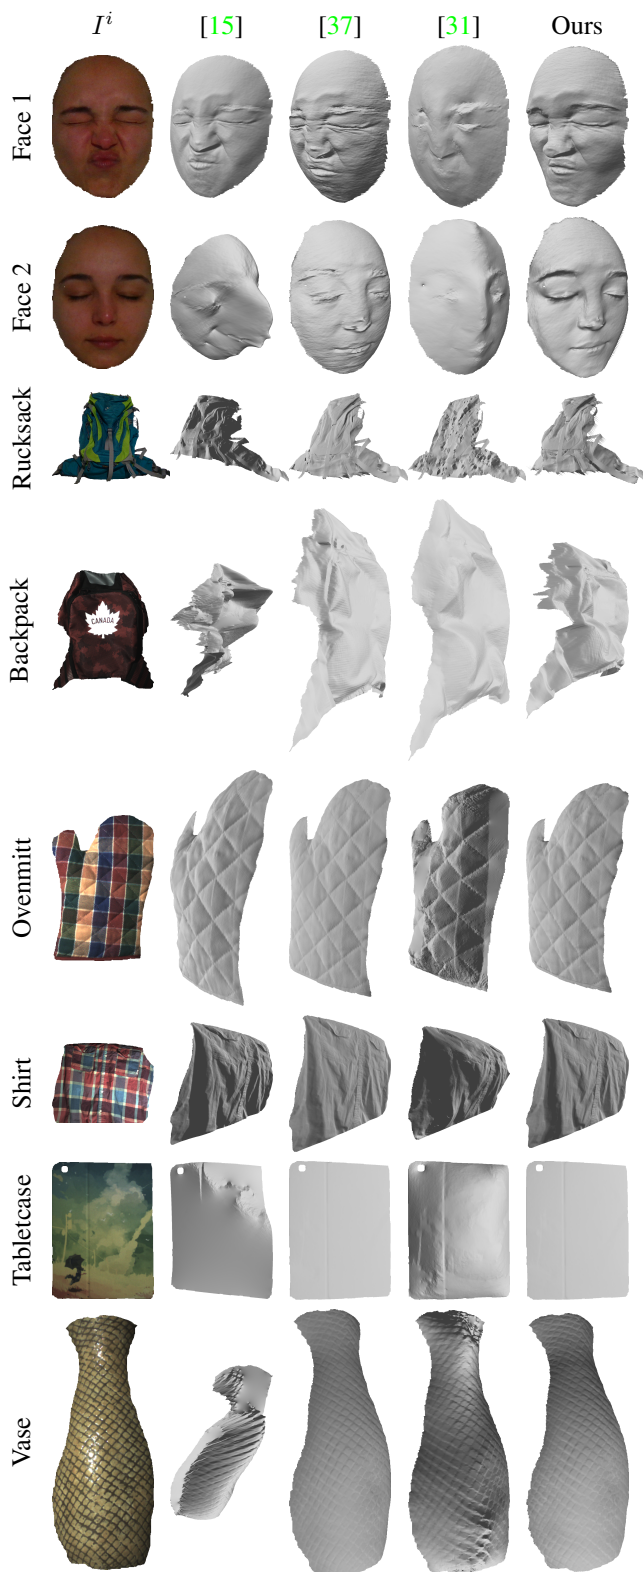 I^i [15] [37] [31] Ours
Face 1
Face 2
Rucksack
Backpack
CANADA
Ovenmitt
Shirt
Tabletcase
Vase